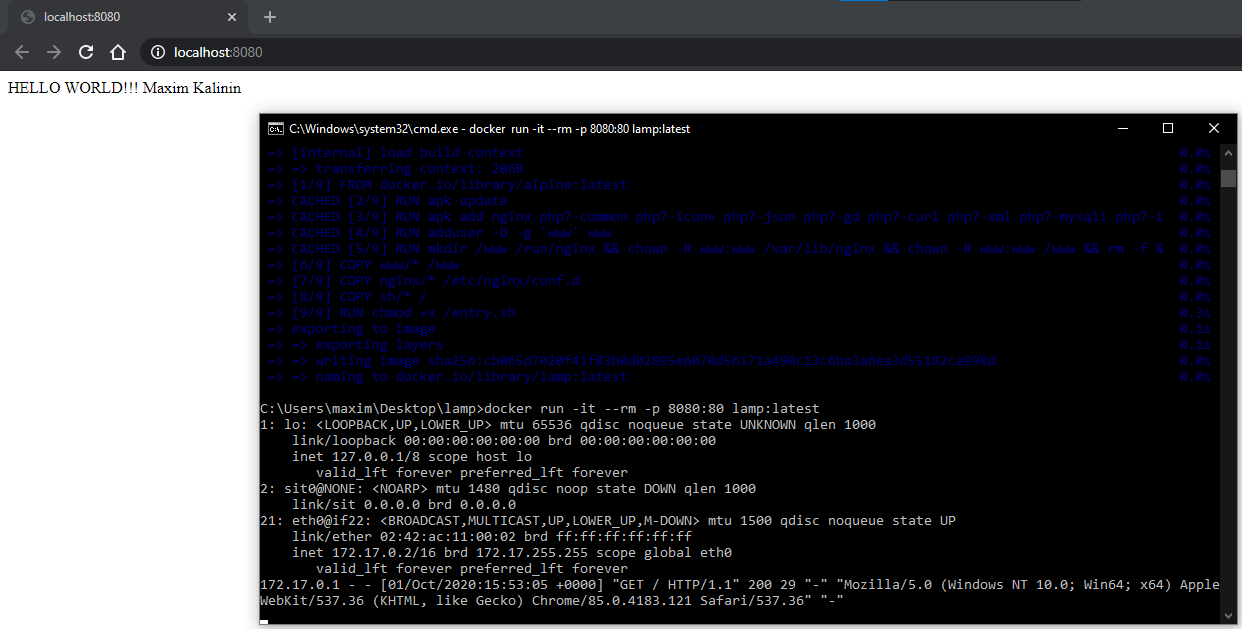 localhost:8080
localhost:8080
HELLO WORLD!!! Maxim Kalinin
C:\Windows\system32\cmd.exe - docker run -it --rm -p 8080:80 lamp:latest
=> [internal] load build context 0.0s
=> => transferring context: 206B 0.0s
=> [1/9] FROM docker.io/library/alpine:latest 0.0s
=> CACHED [2/9] RUN apk update 0.0s
=> CACHED [3/9] RUN apk add nginx php7-common php7-iconv php7-json php7-gd php7-curl php7-xml php7-mysqli php7-i 0.0s
=> CACHED [4/9] RUN adduser -D -g 'www' www 0.0s
=> CACHED [5/9] RUN mkdir /www /run/nginx && chown -R www:www /var/lib/nginx && chown -R www:www /www && rm -f & 0.0s
=> [6/9] COPY www/* /www 0.0s
=> [7/9] COPY nginx/* /etc/nginx/conf.d 0.0s
=> [8/9] COPY sh/* / 0.0s
=> [9/9] RUN chmod +x /entry.sh 0.3s
=> exporting to image 0.1s
=> => exporting layers 0.1s
=> => writing image 0.0s
=> => naming to docker.io/library/lamp:latest 0.0s
C:\Users\maxim\Desktop\lamp>docker run -it --rm -p 8080:80 lamp:latest
1: lo: <LOOPBACK,UP,LOWER_UP> mtu 65536 qdisc noqueue state UNKNOWN qlen 1000
link/loopback 00:00:00:00:00:00 brd 00:00:00:00:00:00
inet 127.0.0.1/8 scope host lo
valid_lft forever preferred_lft forever
2: sit0@NONE: <NOARP> mtu 1480 qdisc noop state DOWN qlen 1000
link/sit 0.0.0.0 brd 0.0.0.0
21: eth0@if22: <BROADCAST,MULTICAST,UP,LOWER_UP,M-DOWN> mtu 1500 qdisc noqueue state UP
link/ether 02:42:ac:11:00:02 brd ff:ff:ff:ff:ff:ff
inet 172.17.0.2/16 brd 172.17.255.255 scope global eth0
valid_lft forever preferred_lft forever
172.17.0.1 - - [01/Oct/2020:15:53:05 +0000] "GET / HTTP/1.1" 200 29 "-" "Mozilla/5.0 (Windows NT 10.0; Win64; x64) Apple
WebKit/537.36 (KHTML, like Gecko) Chrome/85.0.4183.121 Safari/537.36" "-"